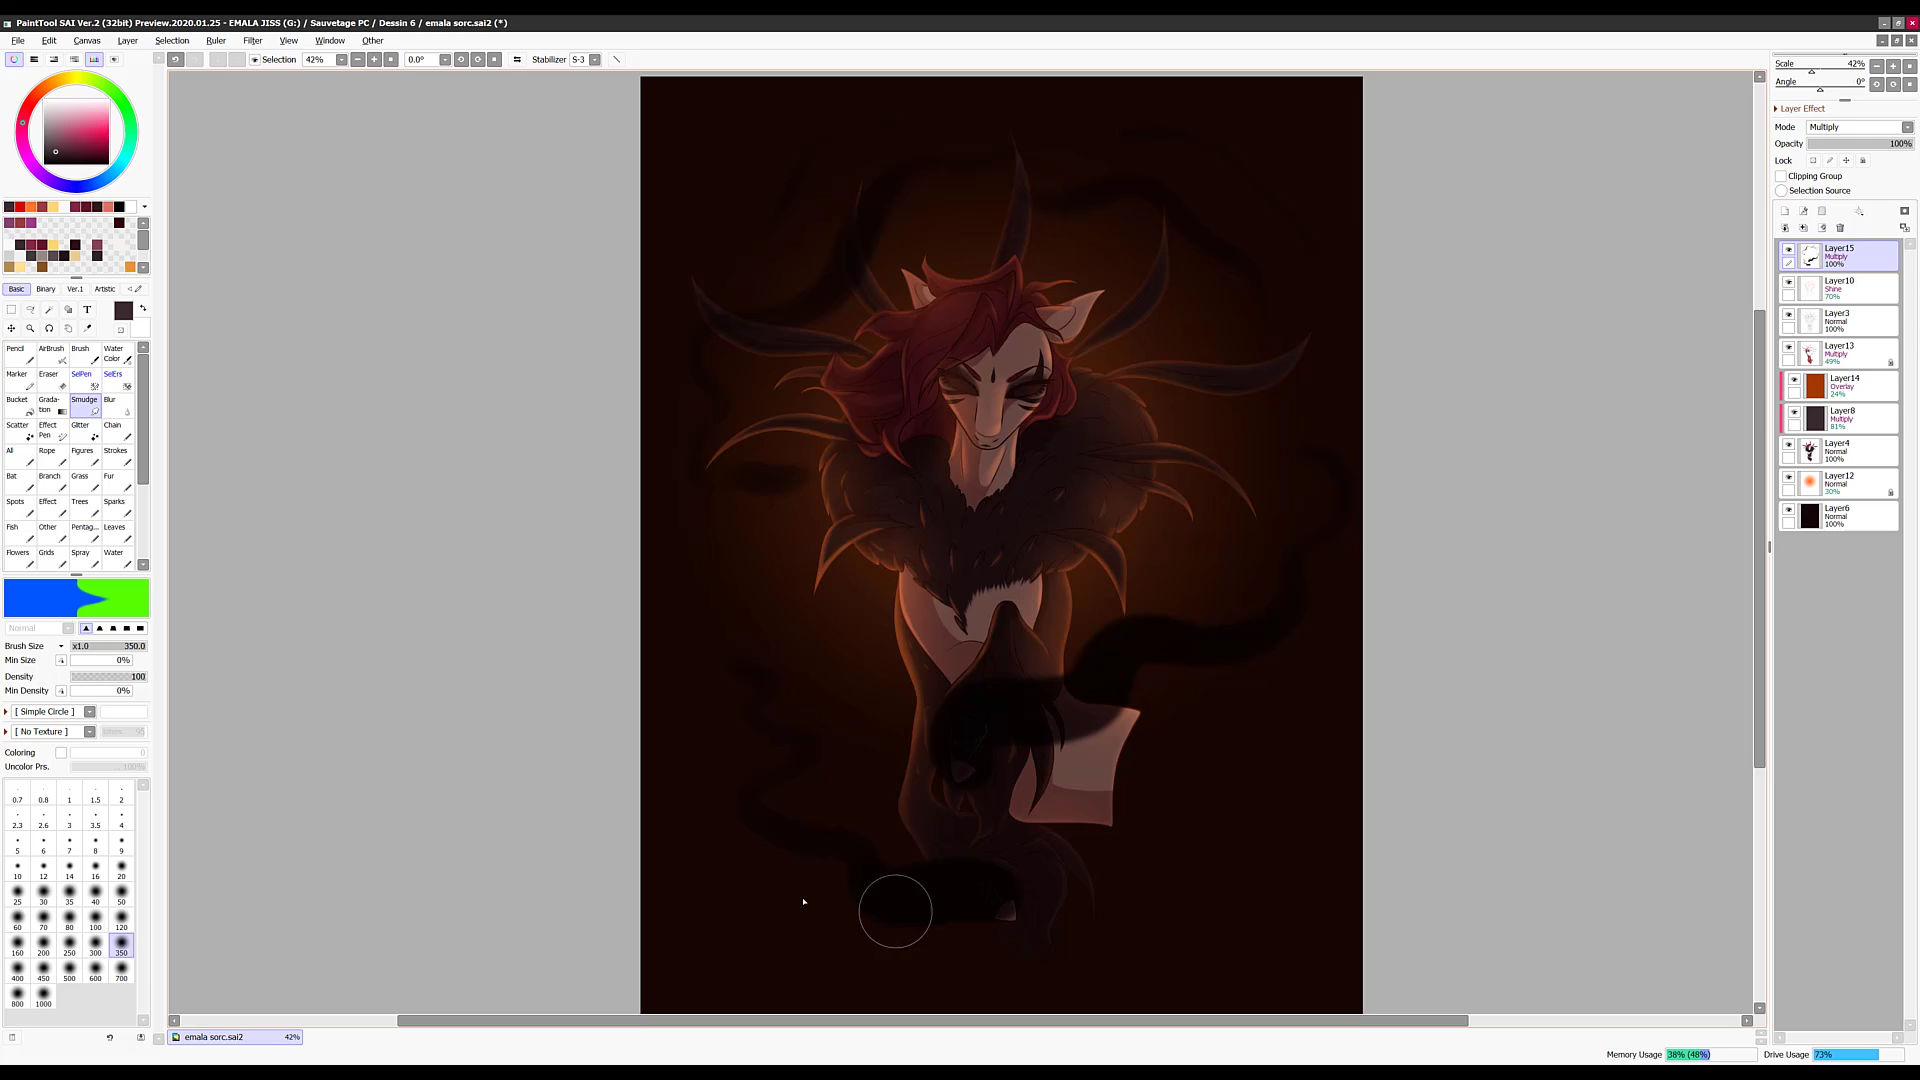 PaintTool SAI Ver.2 (32bit) Preview.2020.01.25 - EMALA JISS (G:) / Sauvetage PC / Dessin 6 / emala sorc.sai2 (*)
File Edit Canvas Layer Selection Ruler Filter View Window Other
Selection 42% 0.0° Stabilizer S-3
Scale 42%
Angle 0°
Layer Effect
Mode Multiply
Opacity 100%
Lock
Clipping Group
Selection Source
Layer15
Multiply
100%
Layer10
Shine
70%
Layer3
Normal
100%
Layer13
Multiply
49%
Layer14
Overlay
24%
Layer8
Multiply
81%
Layer4
Normal
100%
Layer12
Normal
30%
Layer6
Normal
100%
Basic Binary Ver.1 Artistic
T
Pencil AirBrush Brush Water Color
Marker Eraser SelPen SelErs
Bucket Grada-tion Smudge Blur
Scatter Effect Pen Glitter Chain
All Rope Figures Strokes
Bat Branch Grass Fur
Spots Effect Trees Sparks
Fish Other Pentag... Leaves
Flowers Grids Spray Water
Normal
Brush Size x1.0 350.0
Min Size 0%
Density 100
Min Density 0%
[ Simple Circle ]
[ No Texture ]
Coloring 0
Uncolor Prs. 100%
0.7 0.8 1 1.5 2
2.3 2.6 3 3.5 4
5 6 7 8 9
10 12 14 16 20
25 30 35 40 50
60 70 80 100 120
160 200 250 300 350
400 450 500 600 700
800 1000
emala sorc.sai2 42%
Memory Usage 38% (48%) Drive Usage 73%